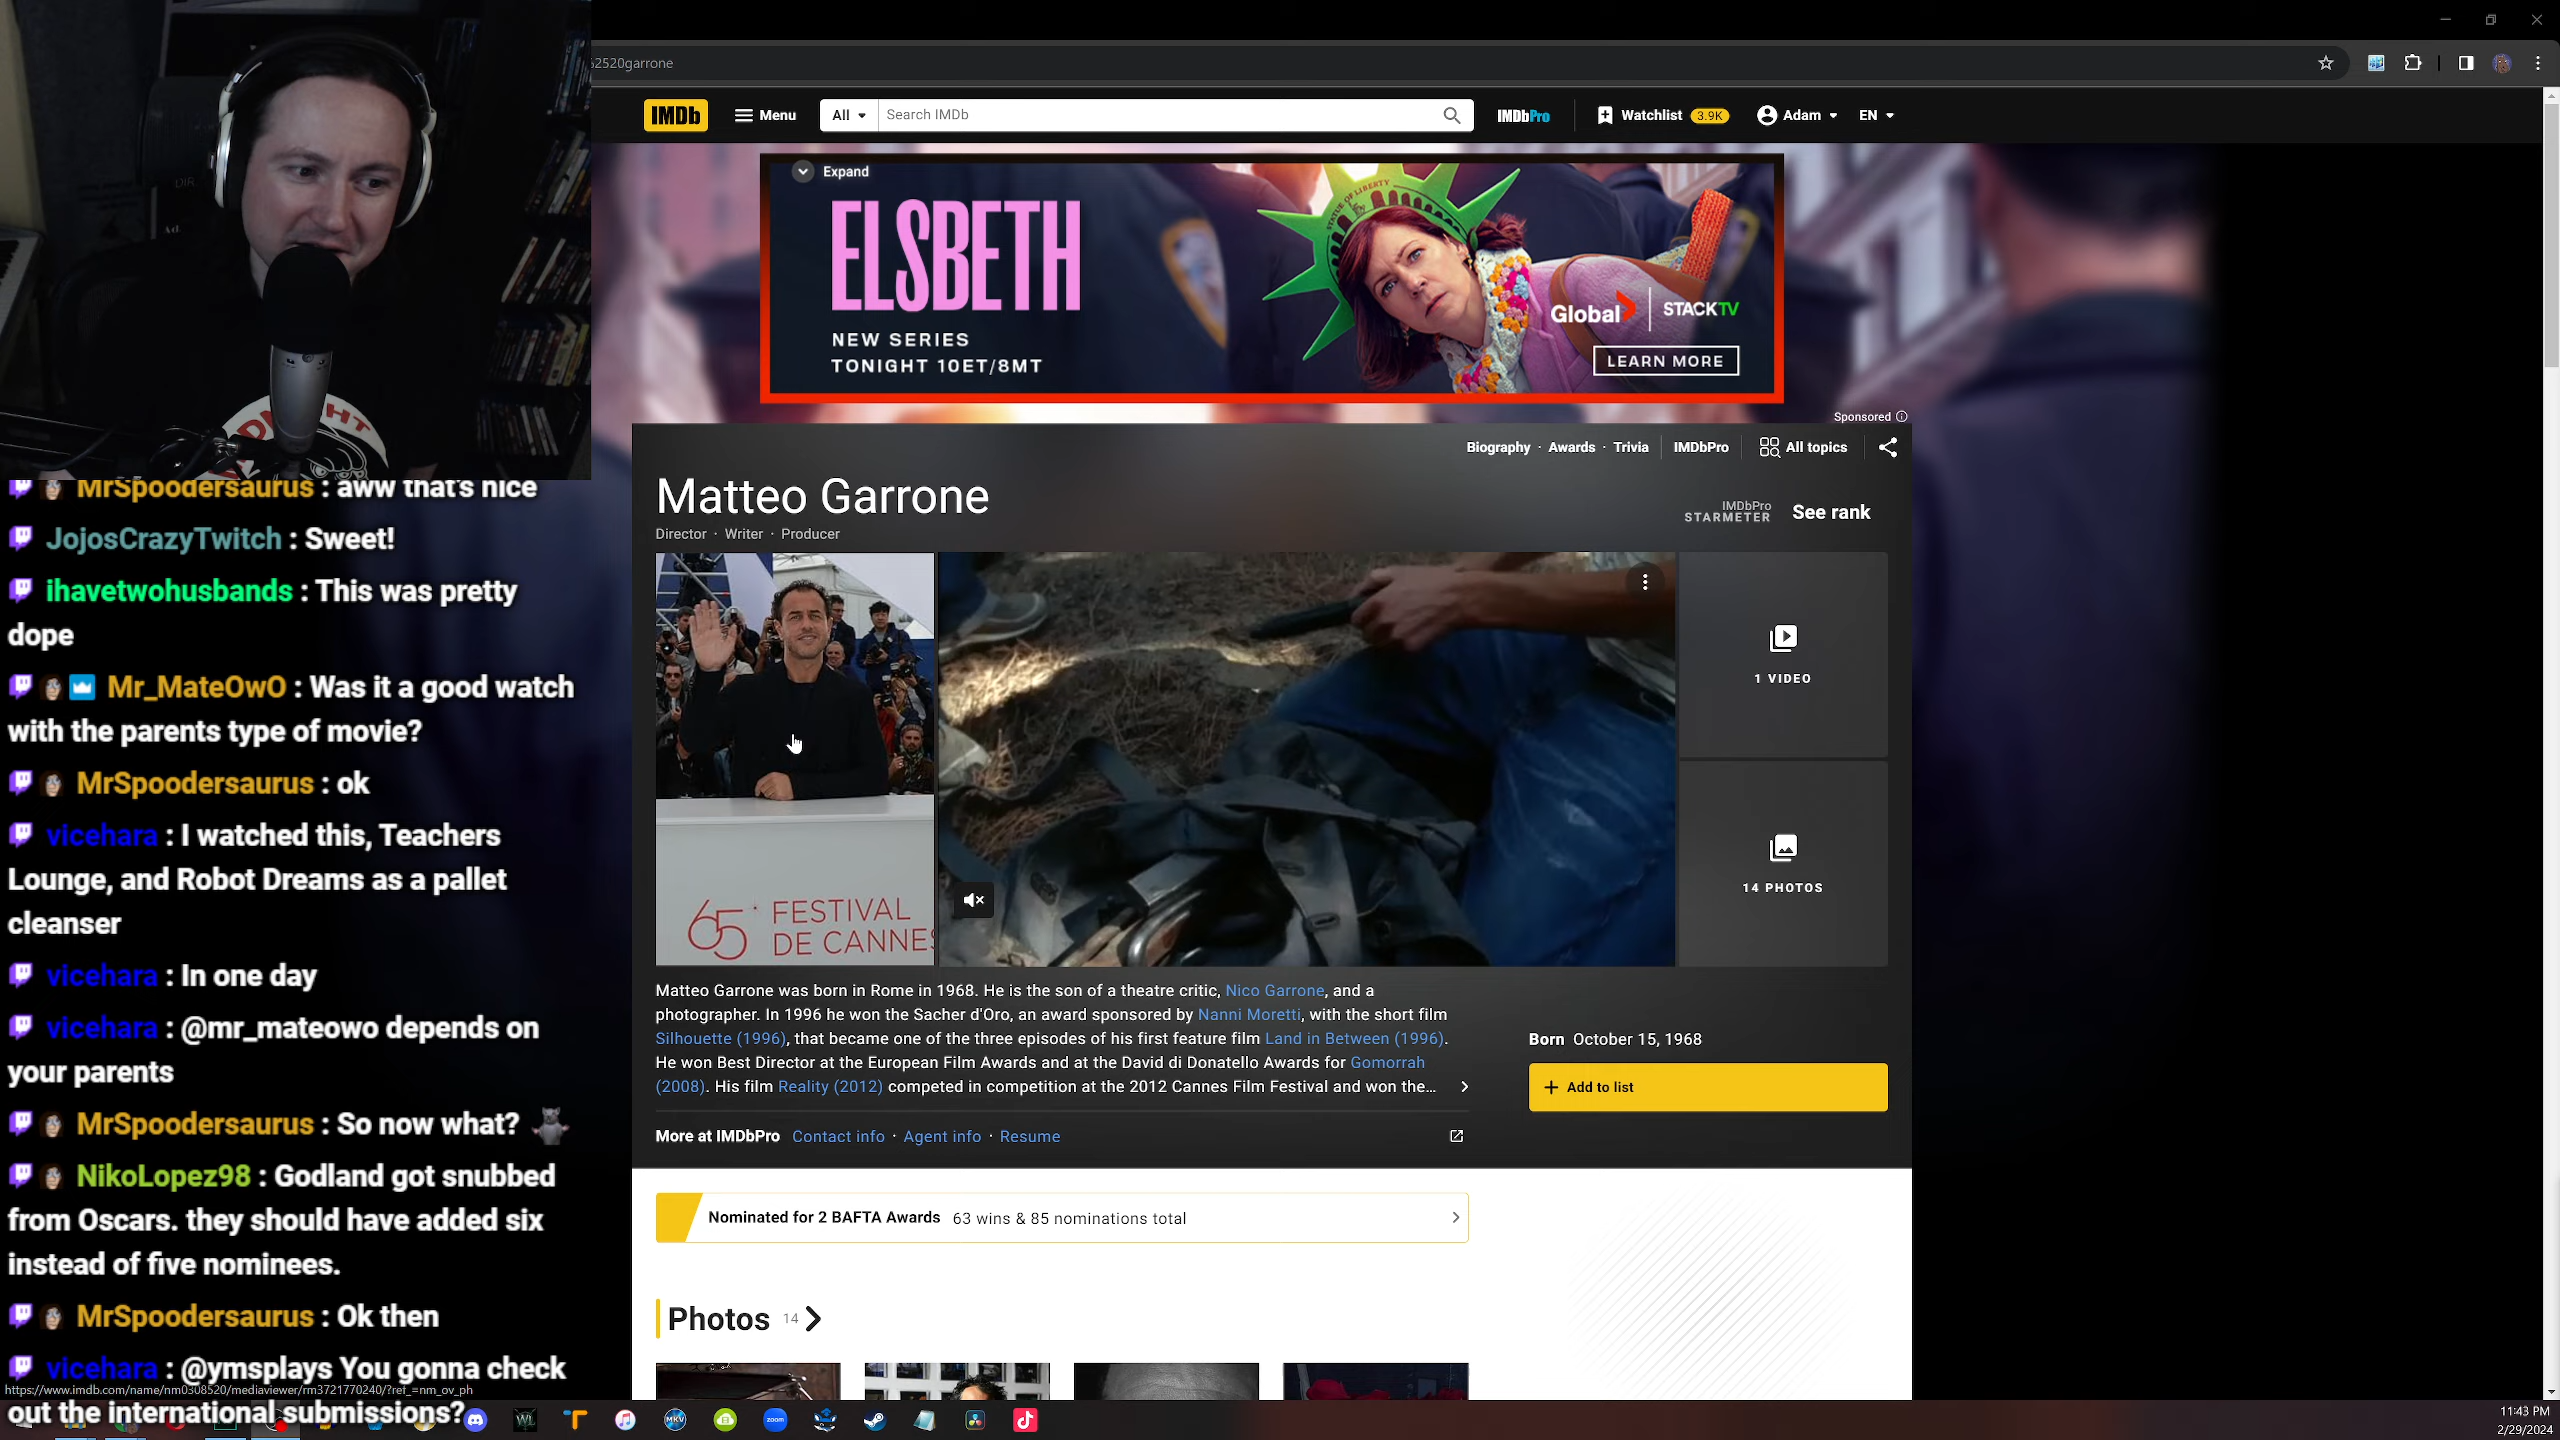 2520garrone
IMDb
Menu
All
Search IMDb
IMDbPro
Watchlist 3.9K
Adam
EN
Expand
STATUE OF LIBERTY
ELSBETH
NEW SERIES
TONIGHT 10ET/8MT
Global
STACKTV
LEARN MORE
Sponsored
Biography · Awards · Trivia
IMDbPro
All topics
Matteo Garrone
Director · Writer · Producer
IMDbPro
STARMETER
See rank
1 VIDEO
14 PHOTOS
65 FESTIVAL
DE CANNES
Matteo Garrone was born in Rome in 1968. He is the son of a theatre critic, Nico Garrone, and a
photographer. In 1996 he won the Sacher d'Oro, an award sponsored by Nanni Moretti, with the short film
Silhouette (1996), that became one of the three episodes of his first feature film Land in Between (1996).
He won Best Director at the European Film Awards and at the David di Donatello Awards for Gomorrah
(2008). His film Reality (2012) competed in competition at the 2012 Cannes Film Festival and won the...
Born October 15, 1968
+ Add to list
More at IMDbPro Contact info · Agent info · Resume
Nominated for 2 BAFTA Awards 63 wins & 85 nominations total
Photos 14
MrSpoodersaurus : aww that's nice
JojosCrazyTwitch : Sweet!
ihavetwohusbands : This was pretty
dope
Mr_MateOwO : Was it a good watch
with the parents type of movie?
MrSpoodersaurus : ok
vicehara : I watched this, Teachers
Lounge, and Robot Dreams as a pallet
cleanser
vicehara : In one day
vicehara : @mr_mateowo depends on
your parents
MrSpoodersaurus : So now what?
NikoLopez98 : Godland got snubbed
from Oscars. they should have added six
instead of five nominees.
MrSpoodersaurus : Ok then
vicehara : @ymsplays You gonna check
https://www.imdb.com/name/nm0308520/mediaviewer/rm3721770240/?ref_=nm_ov_ph
out the international submissions?
zoom
MKV
11:43 PM
2/29/2024